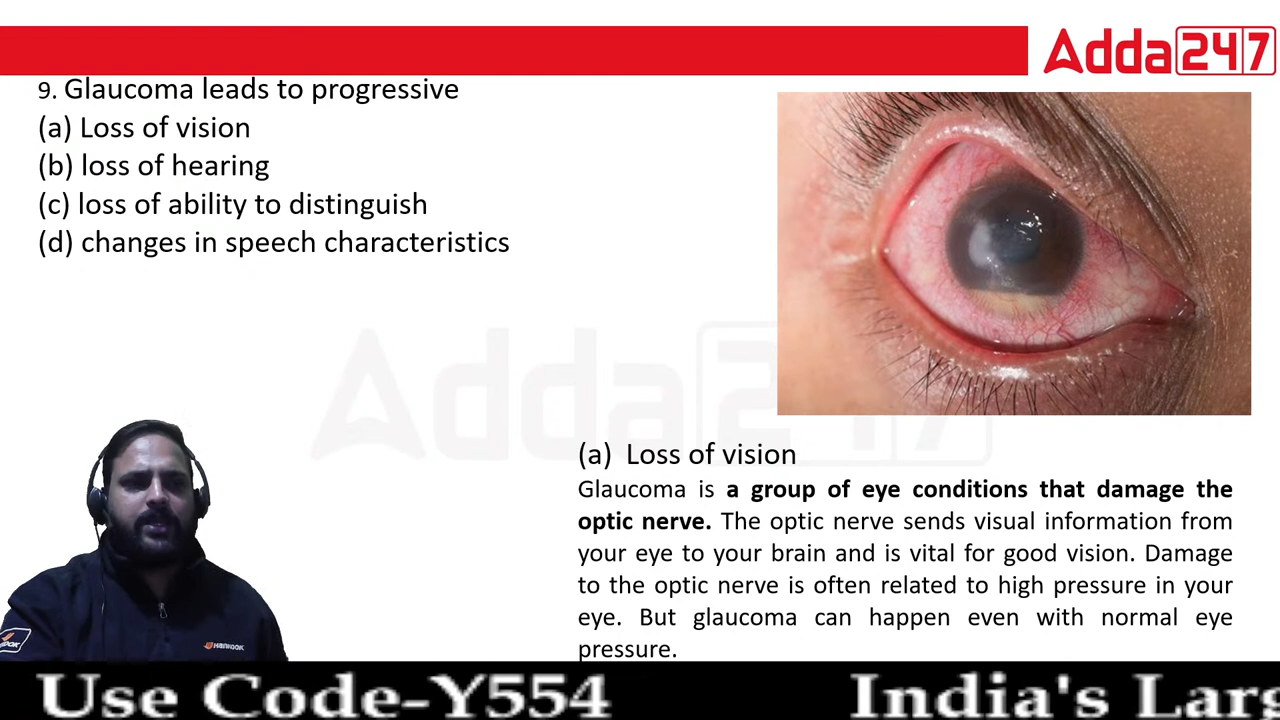 Adda247
9. Glaucoma leads to progressive
(a) Loss of vision
(b) loss of hearing
(c) loss of ability to distinguish
(d) changes in speech characteristics
Adda247
(a) Loss of vision
Glaucoma is a group of eye conditions that damage the
optic nerve. The optic nerve sends visual information from
your eye to your brain and is vital for good vision. Damage
to the optic nerve is often related to high pressure in your
eye. But glaucoma can happen even with normal eye
pressure.
HANKOOK
Use Code-Y554 India's Larg